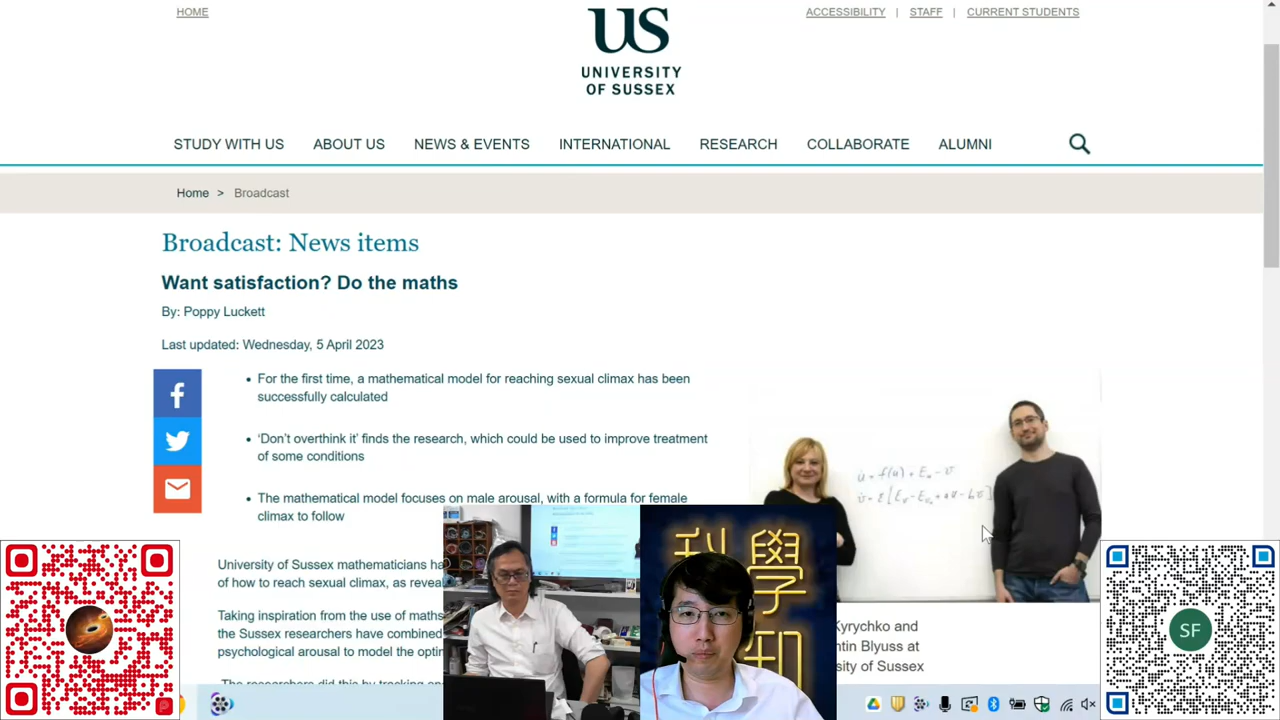 HOME
ACCESSIBILITY | STAFF | CURRENT STUDENTS
US
UNIVERSITY
OF SUSSEX
STUDY WITH US ABOUT US NEWS & EVENTS INTERNATIONAL RESEARCH COLLABORATE ALUMNI
Home > Broadcast
Broadcast: News items
Want satisfaction? Do the maths
By: Poppy Luckett
Last updated: Wednesday, 5 April 2023
• For the first time, a mathematical model for reaching sexual climax has been
successfully calculated
• ‘Don’t overthink it’ finds the research, which could be used to improve treatment
of some conditions
• The mathematical model focuses on male arousal, with a formula for female
climax to follow
University of Sussex mathematicians ha
of how to reach sexual climax, as revea
Taking inspiration from the use of maths
the Sussex researchers have combined
psychological arousal to model the optin
Kyrychko and
ntin Blyuss at
sity of Sussex
科學
知
SF